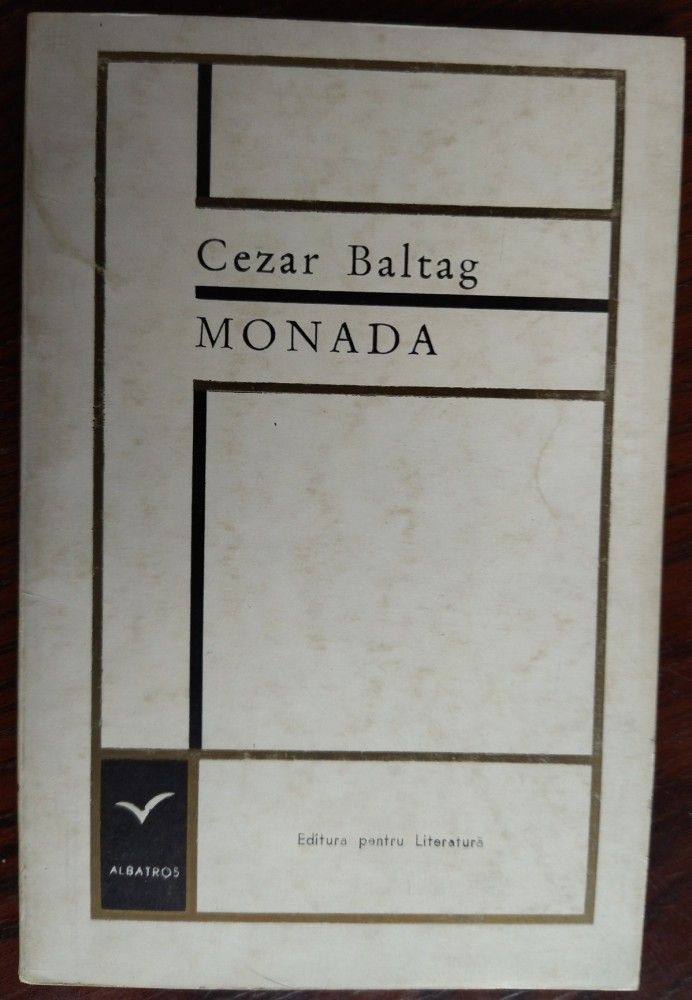 Cezar Baltag
MONADA
ALBATROS
Editura pentru Literatură